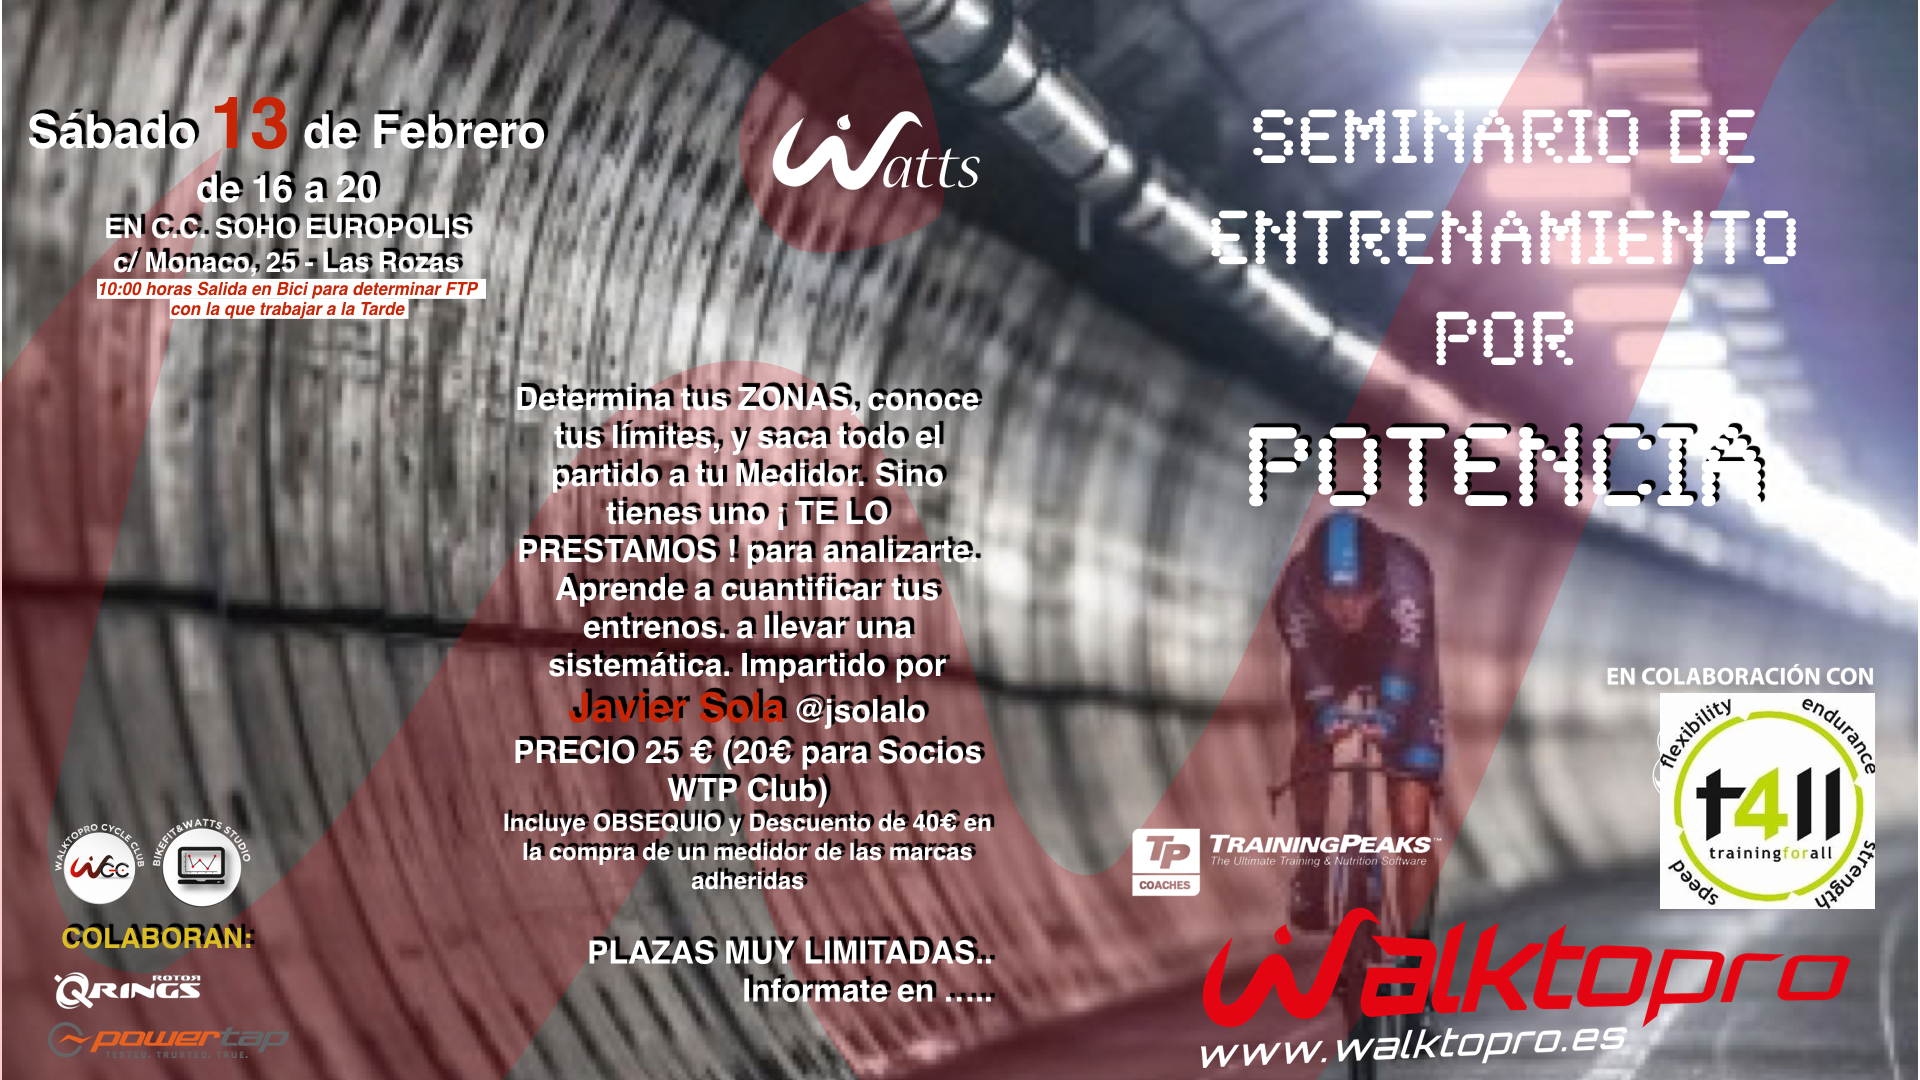 Sábado 13 de Febrero
de 16 a 20
EN C.C. SOHO EUROPOLIS
c/ Monaco, 25 - Las Rozas
10:00 horas Salida en Bici para determinar FTP
con la que trabajar a la Tarde
Watts
SEMINARIO DE
ENTRENAMIENTO
POR
POTENCIA
Determina tus ZONAS, conoce
tus límites, y saca todo el
partido a tu Medidor. Sino
tienes uno ¡ TE LO
PRESTAMOS ! para analizarte.
Aprende a cuantificar tus
entrenos. a llevar una
sistemática. Impartido por
Javier Sola @jsolalo
PRECIO 25 € (20€ para Socios
WTP Club)
Incluye OBSEQUIO y Descuento de 40€ en
la compra de un medidor de las marcas
adheridas
PLAZAS MUY LIMITADAS..
Informate en .....
WALKTOPRO CYCLE CLUB
WCC
BIKEFIT&WATTS STUDIO
COLABORAN:
ROTOR
QRINGS
powertap
TESTED. TRUSTED. TRUE.
EN COLABORACIÓN CON
flexibility
endurance
t4ll
trainingforall
speed
strength
TP
COACHES
TRAININGPEAKS™
The Ultimate Training & Nutrition Software
Walktopro
www.walktopro.es